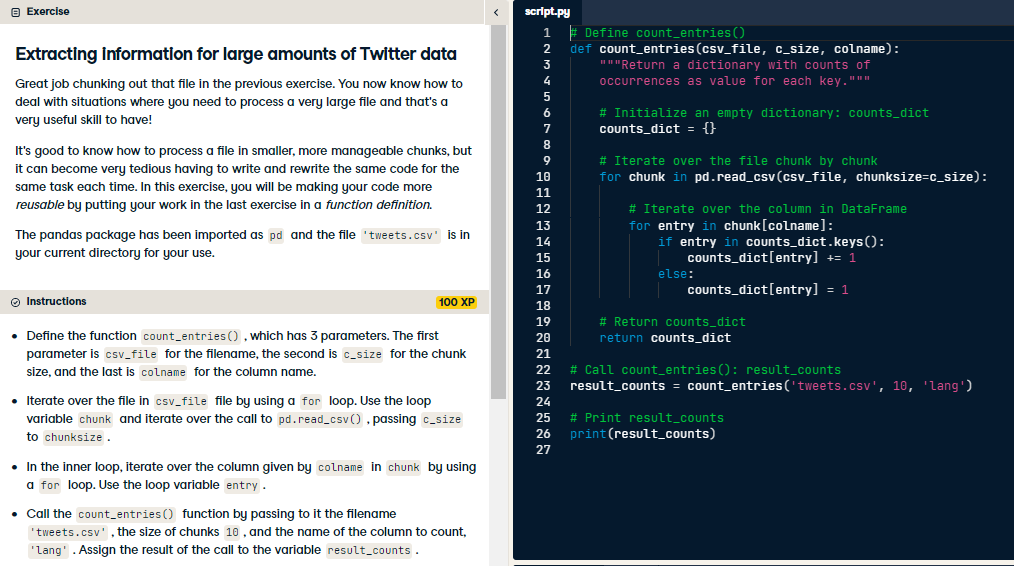 Exercise
Extracting Information for large amounts of Twitter data
Great job chunking out that file in the previous exercise. You now know how to
deal with situations where you need to process a very large file and that's a
very useful skill to have!
It's good to know how to process a file in smaller, more manageable chunks, but
it can become very tedious having to write and rewrite the same code for the
same task each time. In this exercise, you will be making your code more
reusable by putting your work in the last exercise in a function definition.
The pandas package has been imported as pd and the file 'tweets.csv' is in
your current directory for your use.
Instructions
100 XP
• Define the function count_entries() , which has 3 parameters. The first
parameter is csv_file for the filename, the second is c_size for the chunk
size, and the last is colname for the column name.
• Iterate over the file in csv_file file by using a for loop. Use the loop
variable chunk and iterate over the call to pd.read_csv() , passing c_size
to chunksize .
• In the inner loop, iterate over the column given by colname in chunk by using
a for loop. Use the loop variable entry .
• Call the count_entries() function by passing to it the filename
'tweets.csv' , the size of chunks 10 , and the name of the column to count,
'lang' . Assign the result of the call to the variable result_counts .
script.py
1 # Define count_entries()
2 def count_entries(csv_file, c_size, colname):
3     """Return a dictionary with counts of
4     occurrences as value for each key."""
5
6     # Initialize an empty dictionary: counts_dict
7     counts_dict = {}
8
9     # Iterate over the file chunk by chunk
10     for chunk in pd.read_csv(csv_file, chunksize=c_size):
11
12         # Iterate over the column in DataFrame
13         for entry in chunk[colname]:
14             if entry in counts_dict.keys():
15                 counts_dict[entry] += 1
16             else:
17                 counts_dict[entry] = 1
18
19     # Return counts_dict
20     return counts_dict
21
22 # Call count_entries(): result_counts
23 result_counts = count_entries('tweets.csv', 10, 'lang')
24
25 # Print result_counts
26 print(result_counts)
27